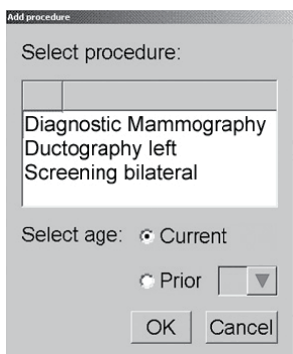 Add procedure
Select procedure:
Diagnostic Mammography
Ductography left
Screening bilateral
Select age: Current
Prior
OK Cancel